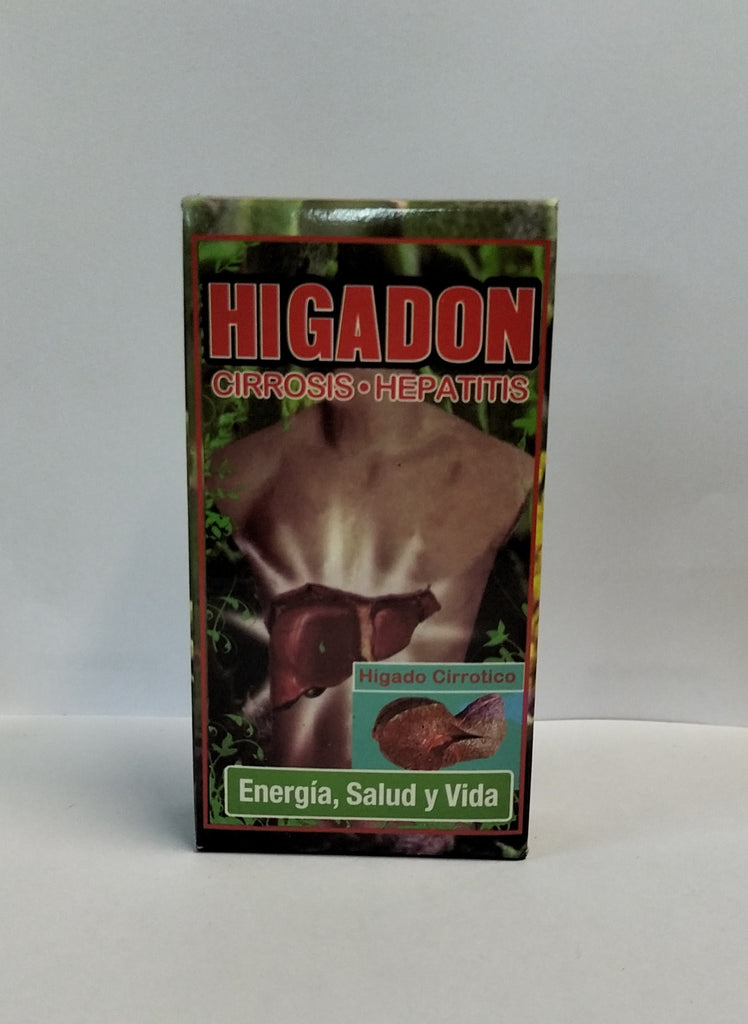 HIGADON
CIRROSIS • HEPATITIS
Higado Cirrotico
Energía, Salud y Vida